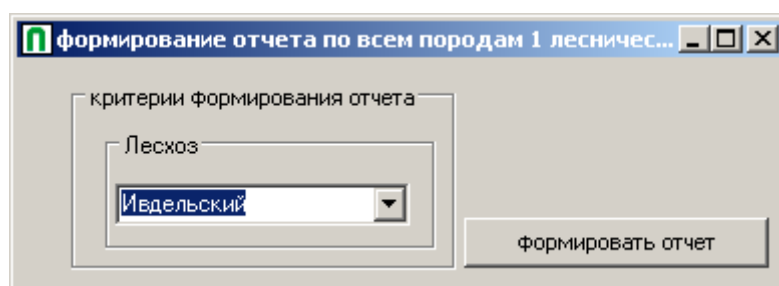 формирование отчета по всем породам 1 лесничес...
критерии формирования отчета
Лесхоз
Ивдельский
формировать отчет